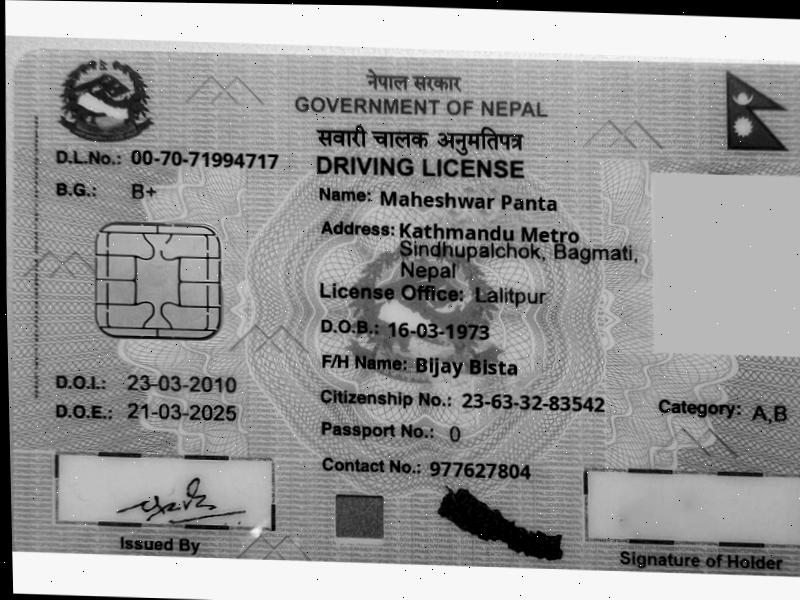 नेपाल सरकार
GOVERNMENT OF NEPAL
सवारी चालक अनुमतिपत्र
DRIVING LICENSE
D.L.No.: 00-70-71994717
B.G.: B+
Name: Maheshwar Panta
Address: Kathmandu Metro
Sindhupalchok, Bagmati,
Nepal
License Office: Lalitpur
D.O.B.: 16-03-1973
F/H Name: Bijay Bista
D.O.I.: 23-03-2010
D.O.E.: 21-03-2025
Citizenship No.: 23-63-32-83542
Category: A,B
Passport No.: 0
Contact No.: 977627804
Issued By
Signature of Holder